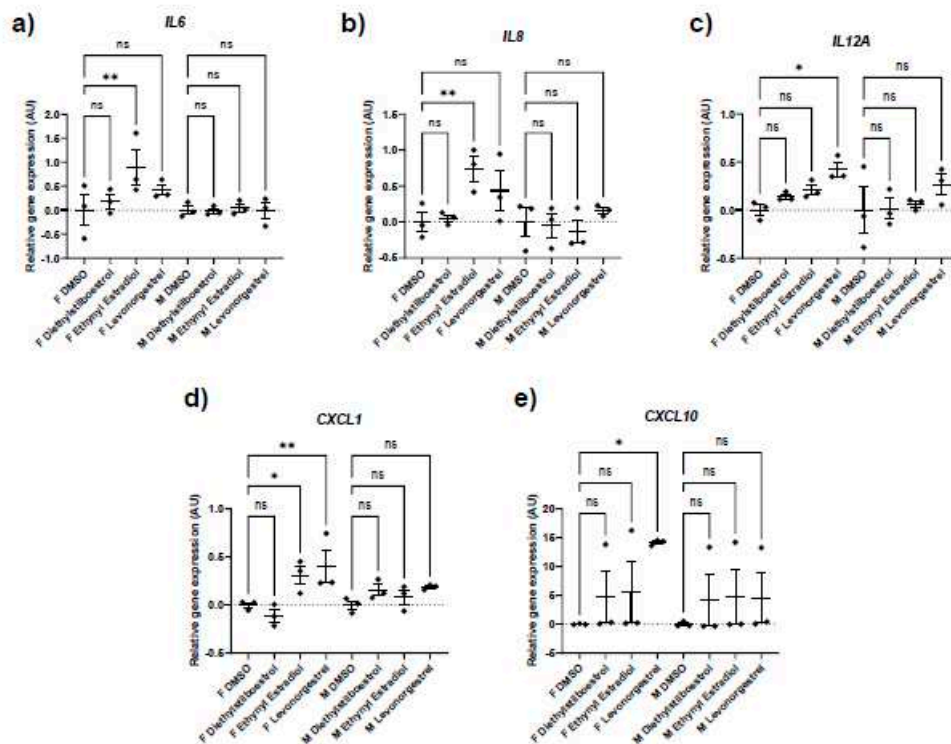 a)
IL6
ns
**
ns
ns
ns
ns
Relative gene expression (AU)
2.0
1.5
1.0
0.5
0.0
-0.5
-1.0
F DMSO
F Diethylstilboestrol
F Ethynyl Estradiol
F Levonorgestrel
M DMSO
M Diethylstilboestrol
M Ethynyl Estradiol
M Levonorgestrel
b)
IL8
ns
**
ns
ns
ns
ns
Relative gene expression (AU)
1.5
1.0
0.5
0.0
-0.5
F DMSO
F Diethylstilboestrol
F Ethynyl Estradiol
F Levonorgestrel
M DMSO
M Diethylstilboestrol
M Ethynyl Estradiol
M Levonorgestrel
c)
IL12A
*
ns
ns
ns
ns
ns
Relative gene expression (AU)
1.0
0.5
0.0
-0.5
F DMSO
F Diethylstilboestrol
F Ethynyl Estradiol
F Levonorgestrel
M DMSO
M Diethylstilboestrol
M Ethynyl Estradiol
M Levonorgestrel
d)
CXCL1
**
*
ns
ns
ns
ns
Relative gene expression (AU)
1.0
0.5
0.0
-0.5
F DMSO
F Diethylstilboestrol
F Ethynyl Estradiol
F Levonorgestrel
M DMSO
M Diethylstilboestrol
M Ethynyl Estradiol
M Levonorgestrel
e)
CXCL10
*
ns
ns
ns
ns
ns
Relative gene expression (AU)
20
15
10
5
0
-5
F DMSO
F Diethylstilboestrol
F Ethynyl Estradiol
F Levonorgestrel
M DMSO
M Diethylstilboestrol
M Ethynyl Estradiol
M Levonorgestrel